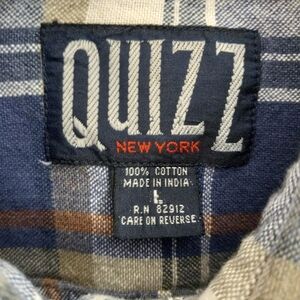 QUIZZ
NEW YORK
100% COTTON
MADE IN INDIA
L
R.N 82912
CARE ON REVERSE